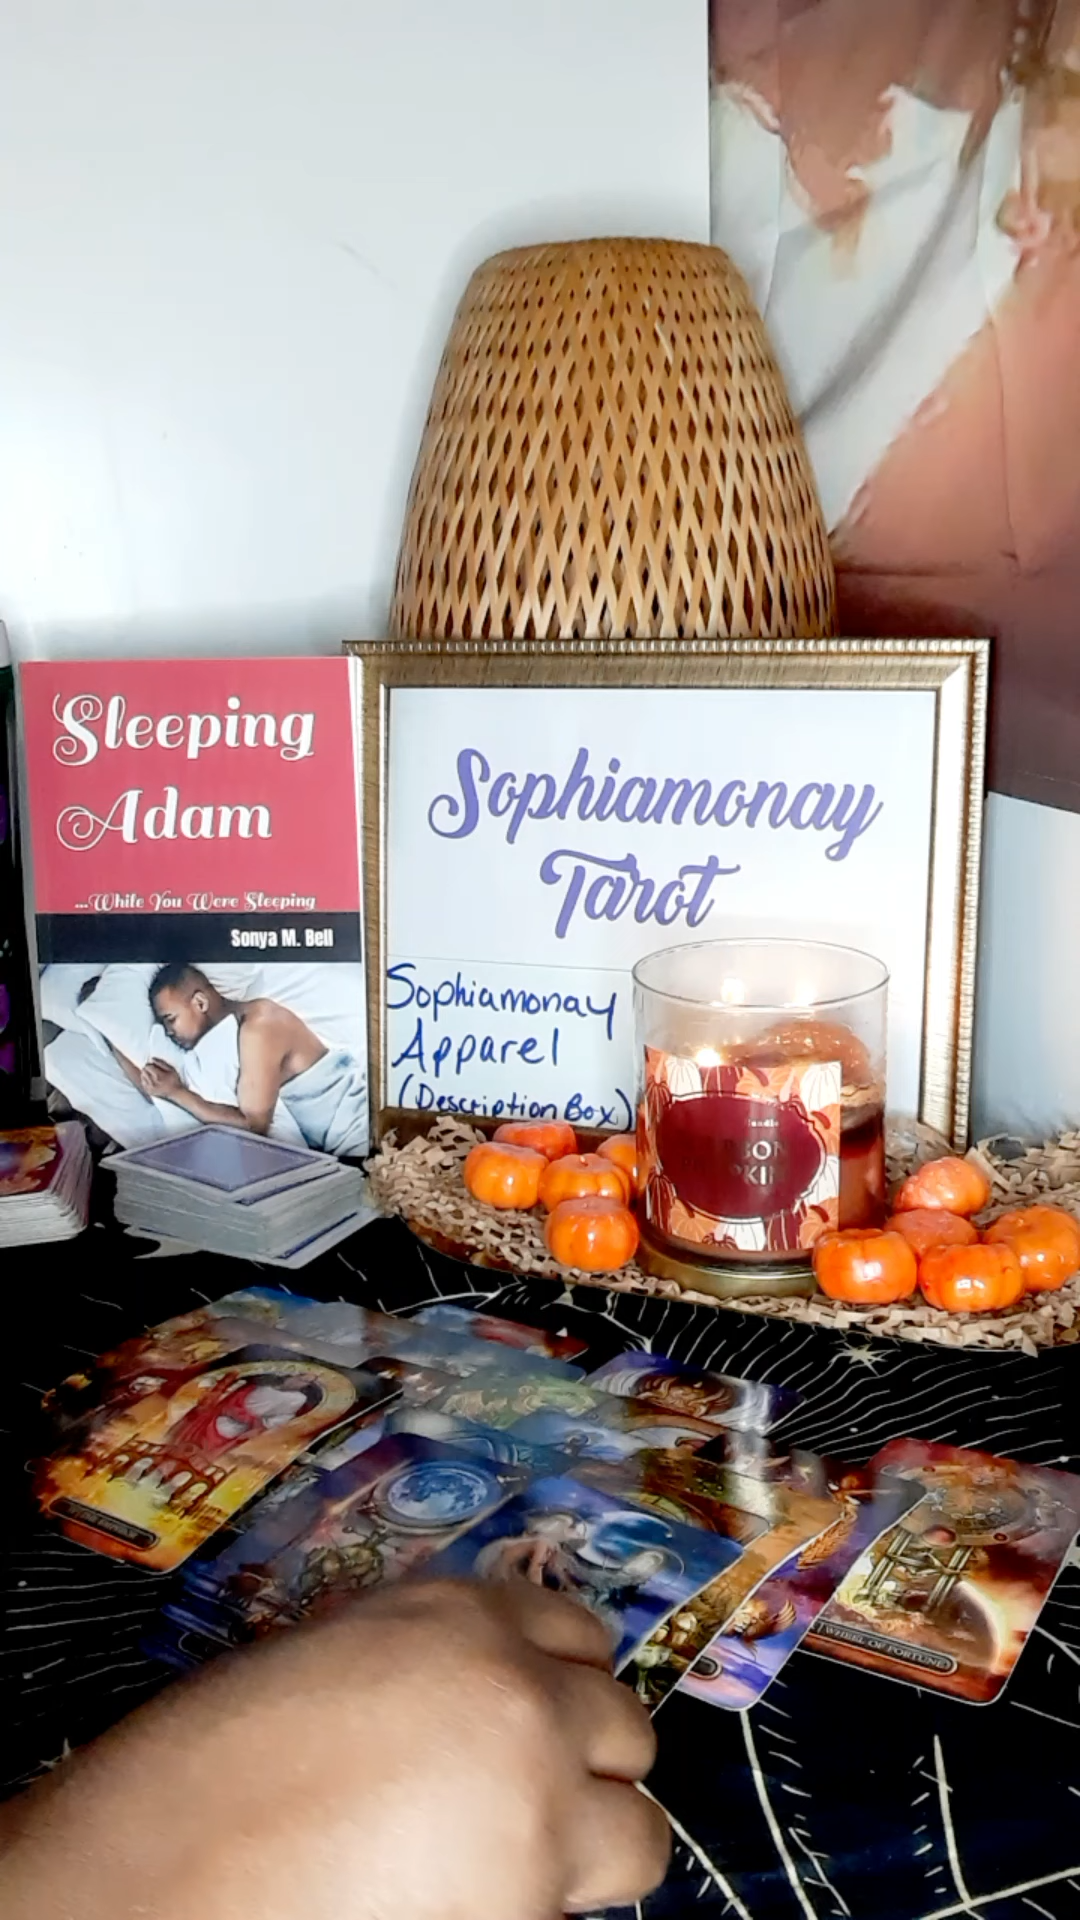 Sleeping
Adam
...While You Were Sleeping
Sonya M. Bell
Sophiamonay
Tarot
Sophiamonay
Apparel
(Description Box)
WHEEL OF FORTUNE